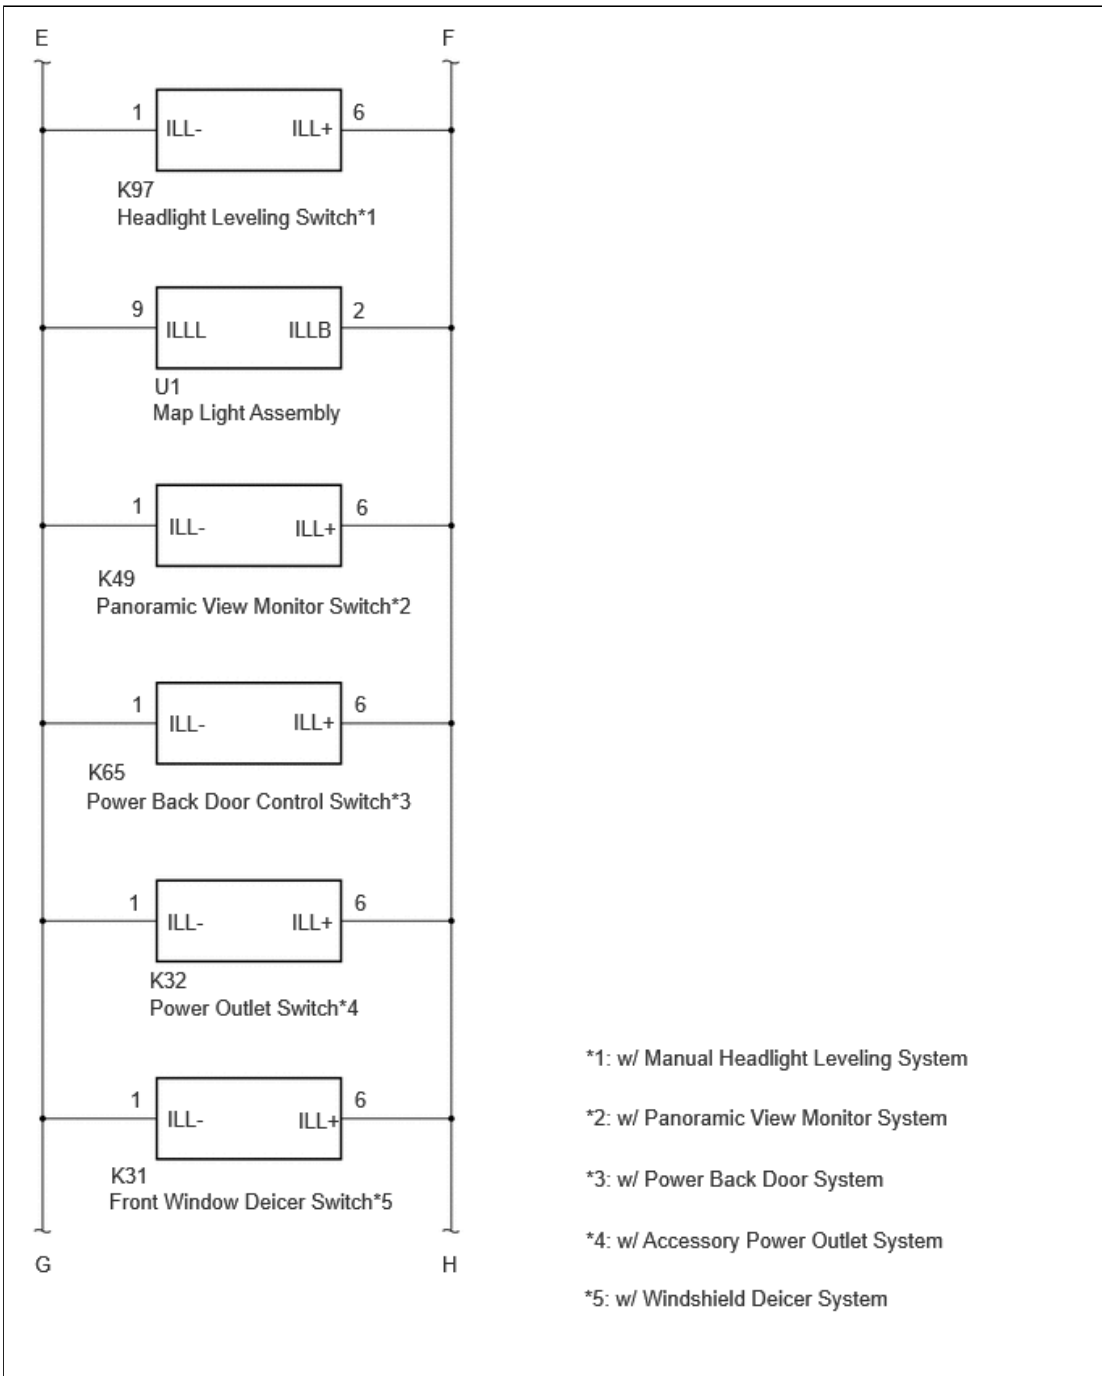 E F
1 ILL- ILL+ 6
K97
Headlight Leveling Switch*1
9 ILLL ILLB 2
U1
Map Light Assembly
1 ILL- ILL+ 6
K49
Panoramic View Monitor Switch*2
1 ILL- ILL+ 6
K65
Power Back Door Control Switch*3
1 ILL- ILL+ 6
K32
Power Outlet Switch*4
1 ILL- ILL+ 6
K31
Front Window Deicer Switch*5
G H
*1: w/ Manual Headlight Leveling System
*2: w/ Panoramic View Monitor System
*3: w/ Power Back Door System
*4: w/ Accessory Power Outlet System
*5: w/ Windshield Deicer System